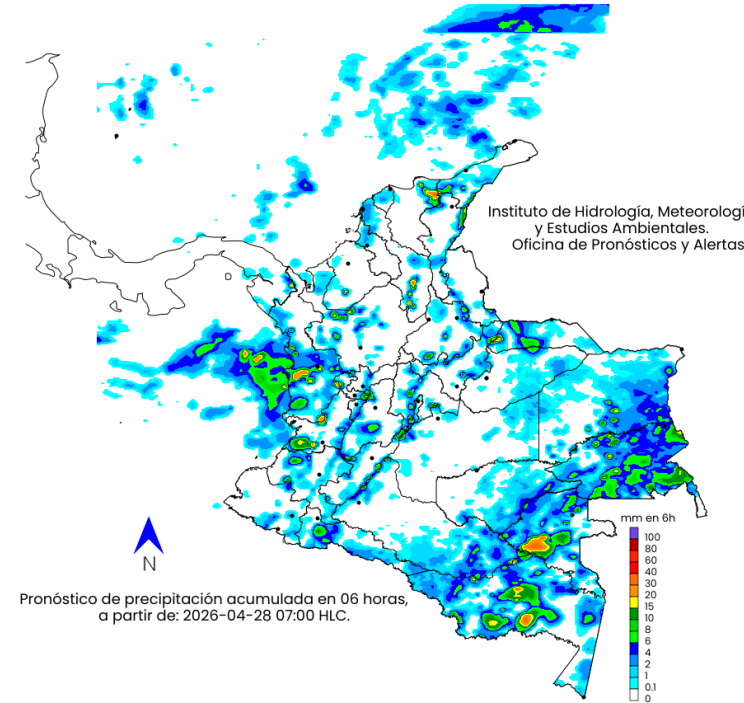 Instituto de Hidrología, Meteorologí
y Estudios Ambientales.
Oficina de Pronósticos y Alertas
mm en 6h
100
80
60
40
30
20
15
10
8
6
4
2
1
0.1
0
N
Pronóstico de precipitación acumulada en 06 horas,
a partir de: 2026-04-28 07:00 HLC.